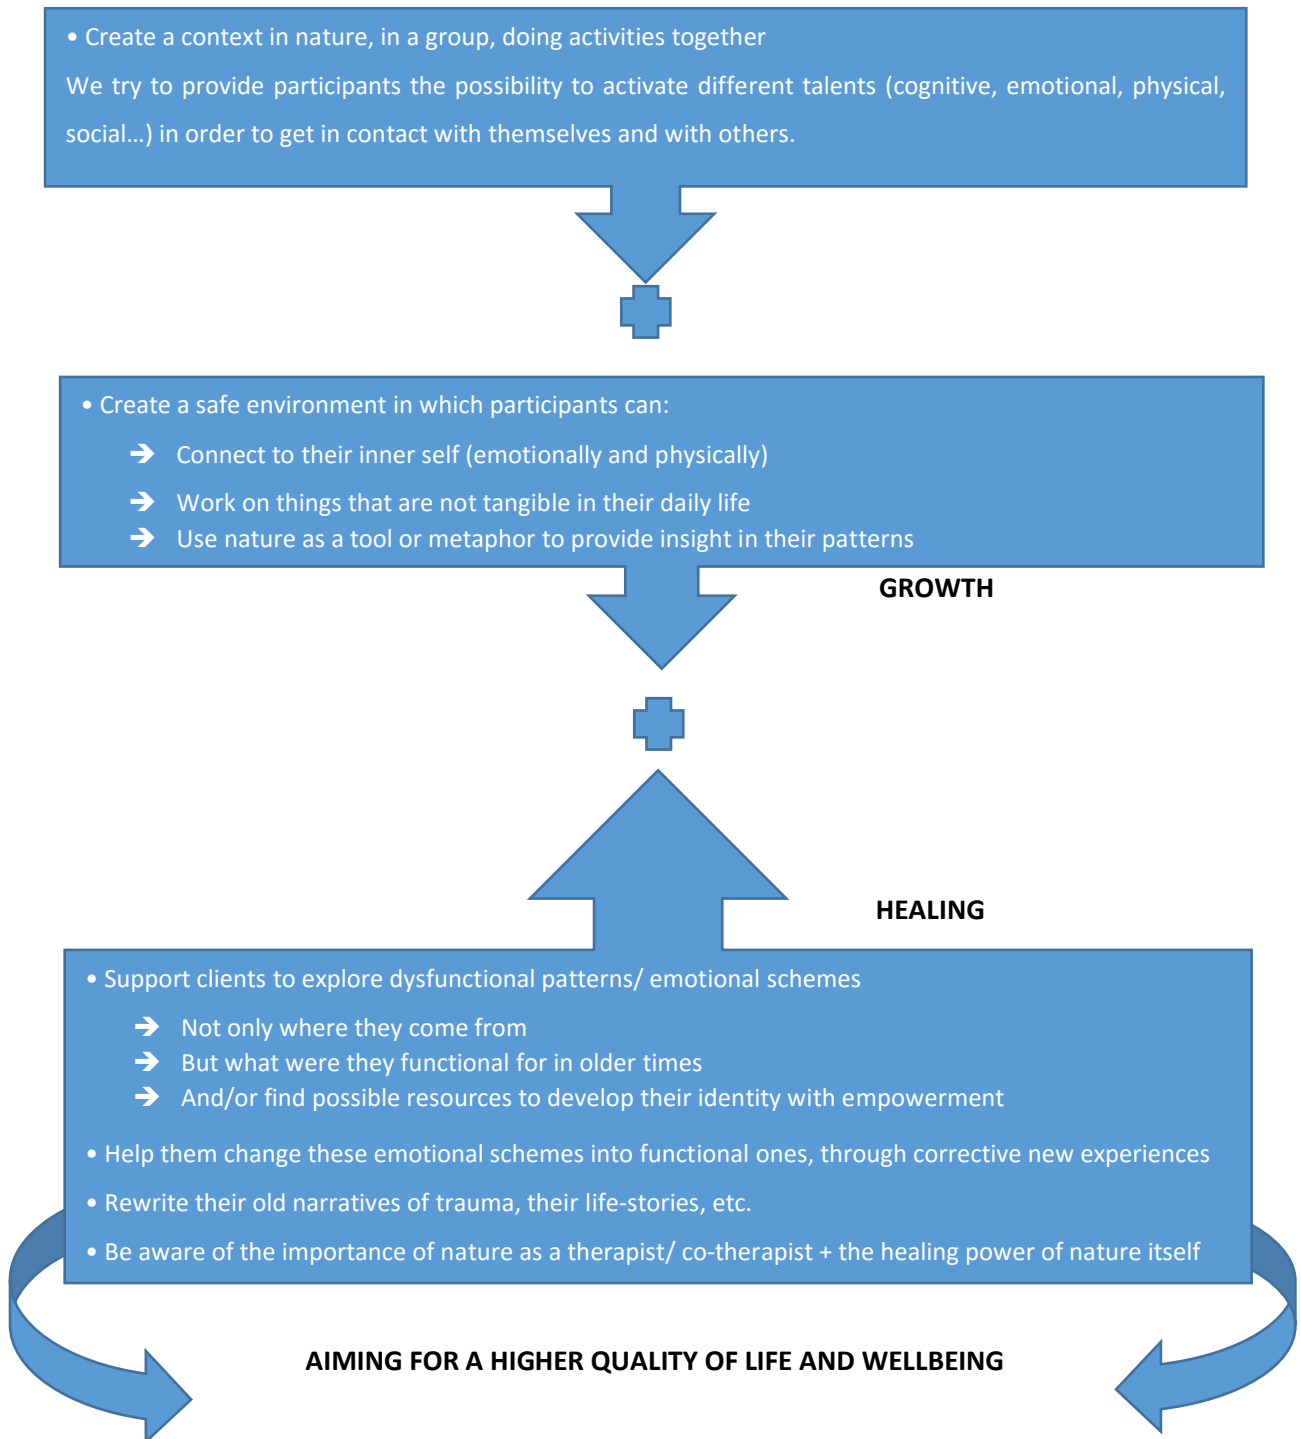 • Create a context in nature, in a group, doing activities together
We try to provide participants the possibility to activate different talents (cognitive, emotional, physical,
social…) in order to get in contact with themselves and with others.
• Create a safe environment in which participants can:
➔ Connect to their inner self (emotionally and physically)
➔ Work on things that are not tangible in their daily life
➔ Use nature as a tool or metaphor to provide insight in their patterns
GROWTH
HEALING
• Support clients to explore dysfunctional patterns/ emotional schemes
➔ Not only where they come from
➔ But what were they functional for in older times
➔ And/or find possible resources to develop their identity with empowerment
• Help them change these emotional schemes into functional ones, through corrective new experiences
• Rewrite their old narratives of trauma, their life-stories, etc.
• Be aware of the importance of nature as a therapist/ co-therapist + the healing power of nature itself
AIMING FOR A HIGHER QUALITY OF LIFE AND WELLBEING